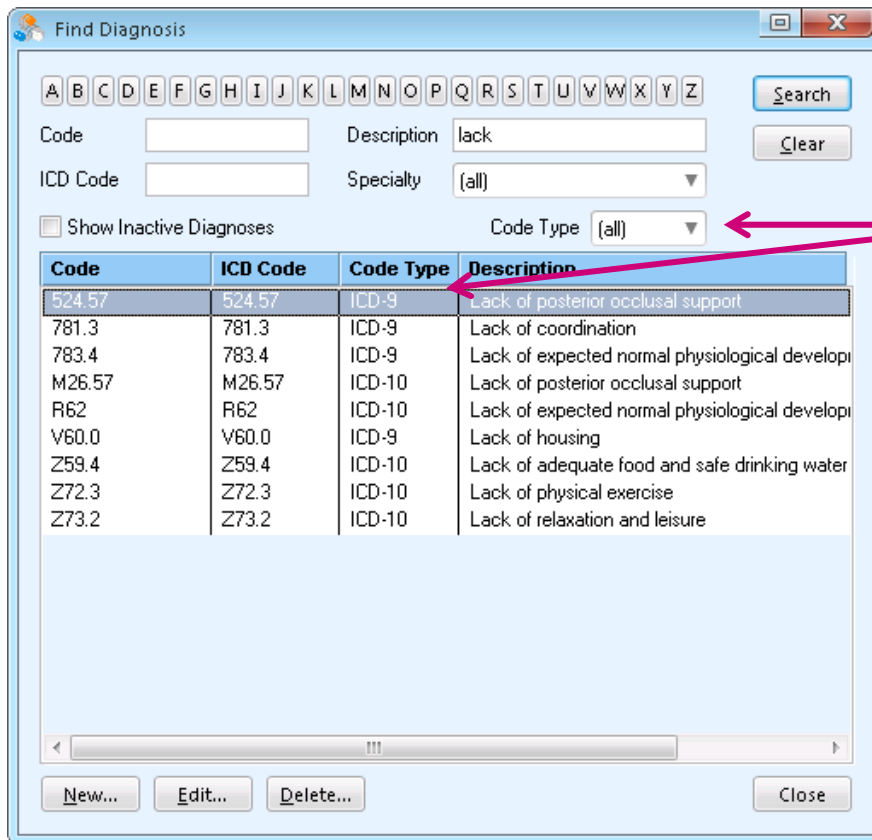 Find Diagnosis
A B C D E F G H I J K L M N O P Q R S T U V W X Y Z Search
Code Description lack Clear
ICD Code Specialty (all)
Show Inactive Diagnoses Code Type (all)
Code ICD Code Code Type Description
524.57 524.57 ICD-9 Lack of posterior occlusal support
781.3 781.3 ICD-9 Lack of coordination
783.4 783.4 ICD-9 Lack of expected normal physiological developm
M26.57 M26.57 ICD-10 Lack of posterior occlusal support
R62 R62 ICD-10 Lack of expected normal physiological developm
V60.0 V60.0 ICD-9 Lack of housing
Z59.4 Z59.4 ICD-10 Lack of adequate food and safe drinking water
Z72.3 Z72.3 ICD-10 Lack of physical exercise
Z73.2 Z73.2 ICD-10 Lack of relaxation and leisure
New... Edit... Delete... Close